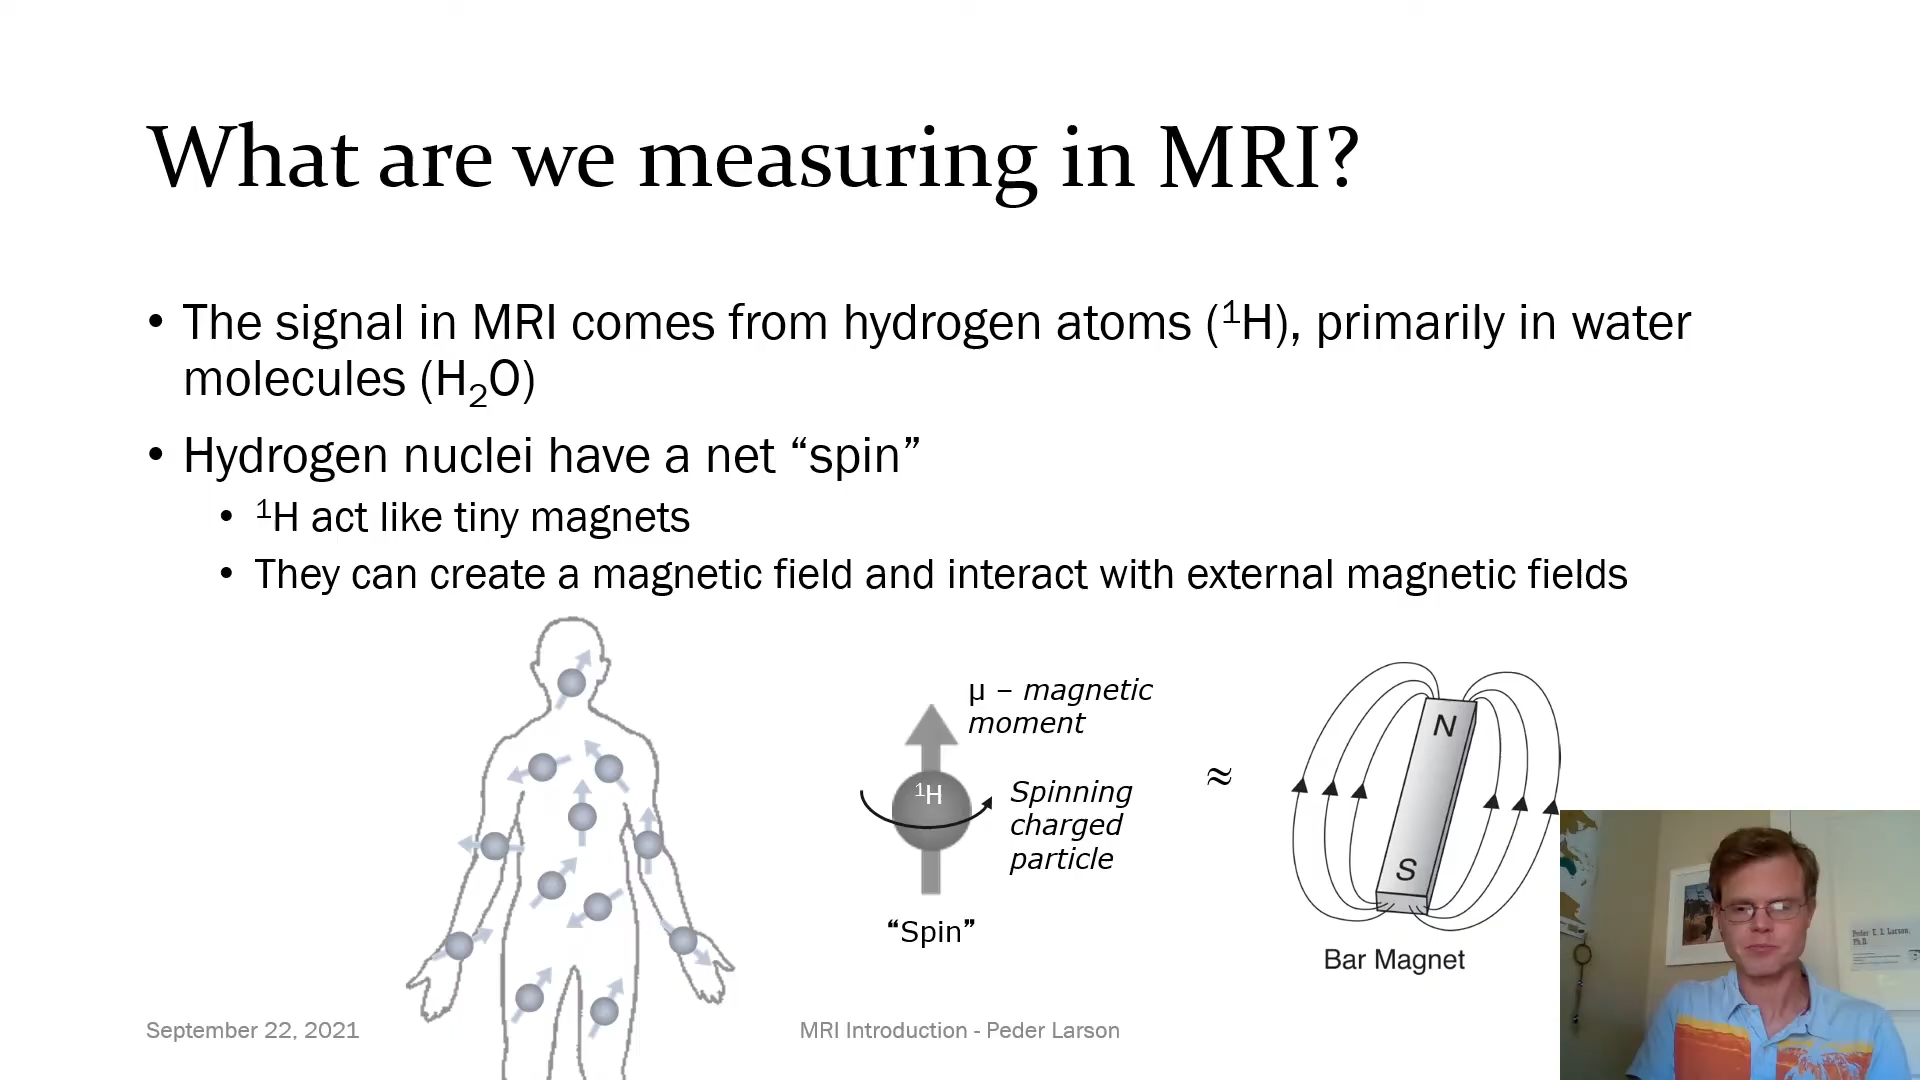 What are we measuring in MRI?
• The signal in MRI comes from hydrogen atoms (¹H), primarily in water
molecules (H₂O)
• Hydrogen nuclei have a net “spin”
• ¹H act like tiny magnets
• They can create a magnetic field and interact with external magnetic fields
μ – magnetic
moment
¹H
Spinning
charged
particle
“Spin”
≈
N
S
Bar Magnet
Peder E. Z. Larson,
Ph.D.
September 22, 2021
MRI Introduction - Peder Larson